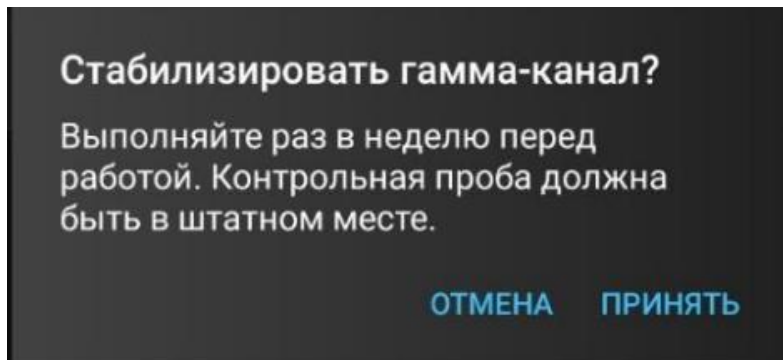 Стабилизировать гамма-канал?
Выполняйте раз в неделю перед
работой. Контрольная проба должна
быть в штатном месте.
ОТМЕНА ПРИНЯТЬ